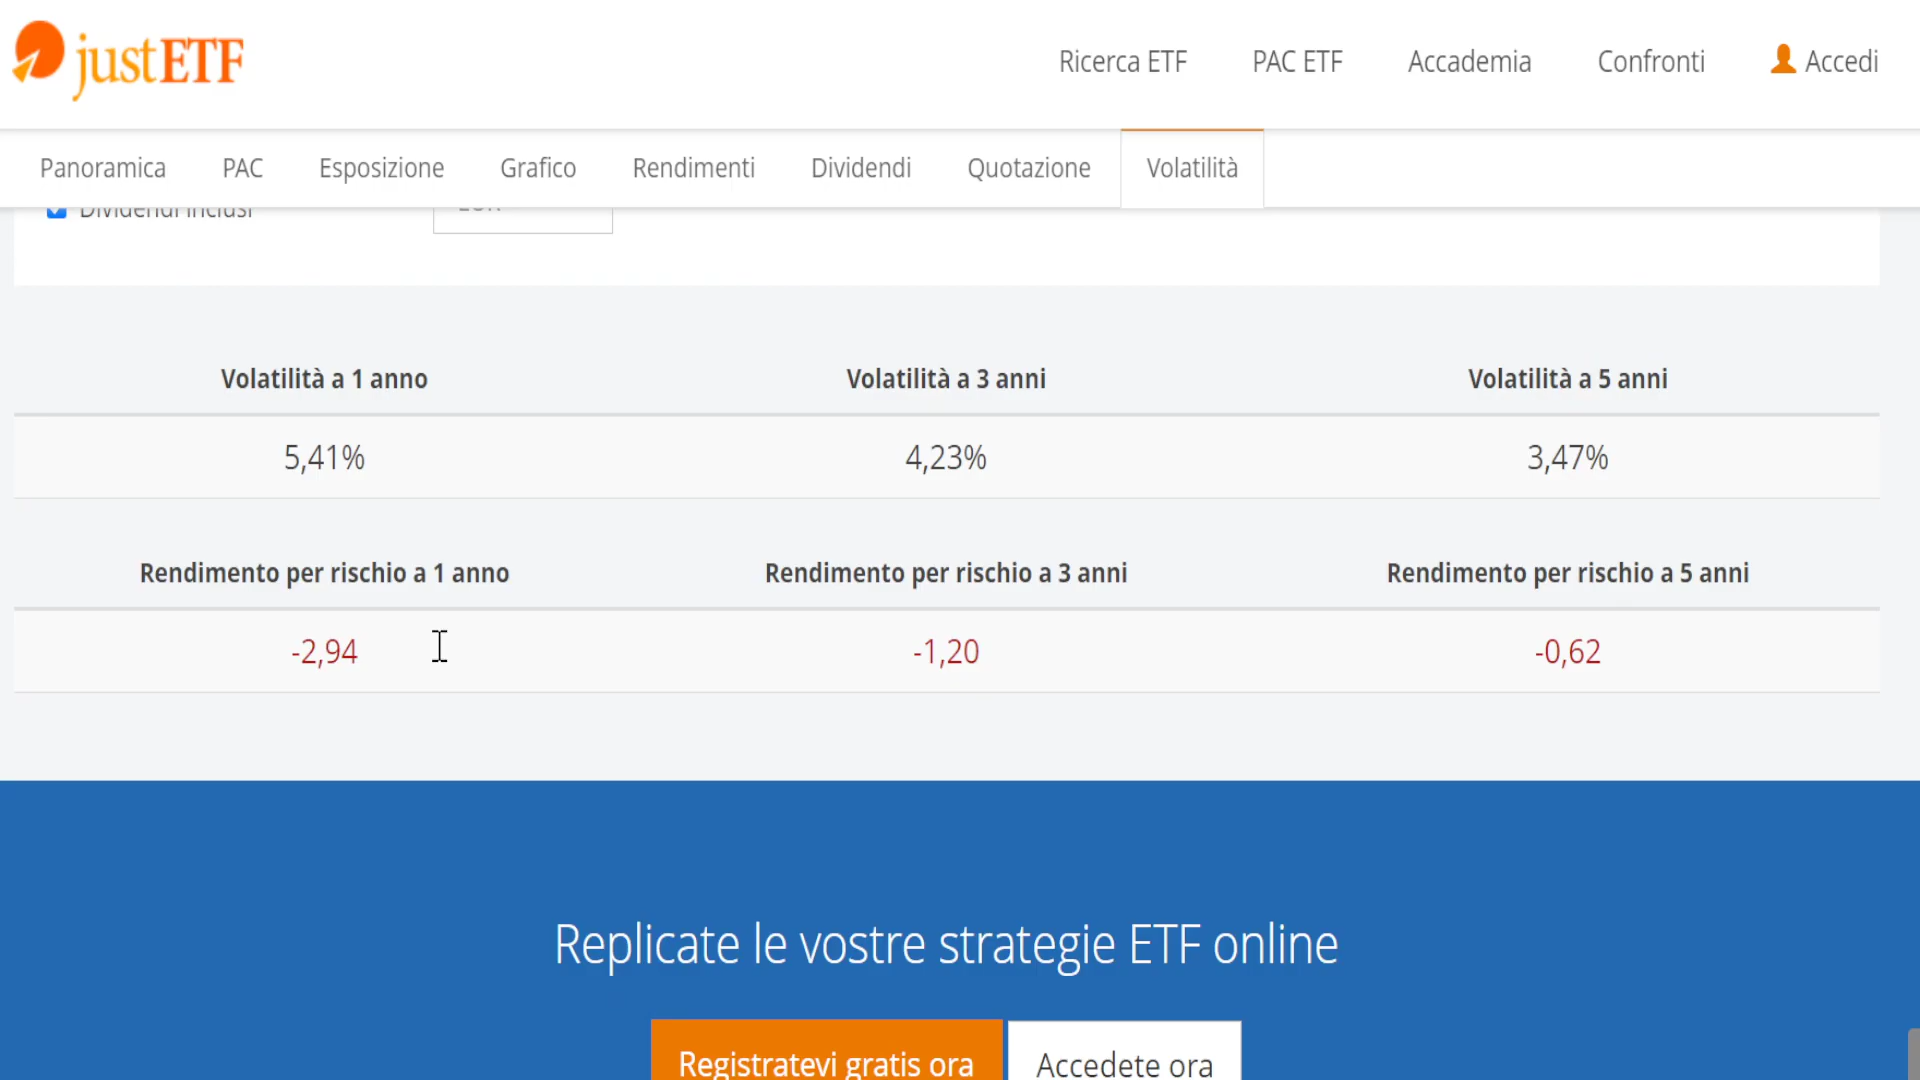 justETF
Ricerca ETF PAC ETF Accademia Confronti Accedi
Panoramica PAC Esposizione Grafico Rendimenti Dividendi Quotazione Volatilità
Dividendi inclusi EUR
Volatilità a 1 anno Volatilità a 3 anni Volatilità a 5 anni
5,41% 4,23% 3,47%
Rendimento per rischio a 1 anno Rendimento per rischio a 3 anni Rendimento per rischio a 5 anni
-2,94 -1,20 -0,62
Replicate le vostre strategie ETF online
Registratevi gratis ora Accedete ora